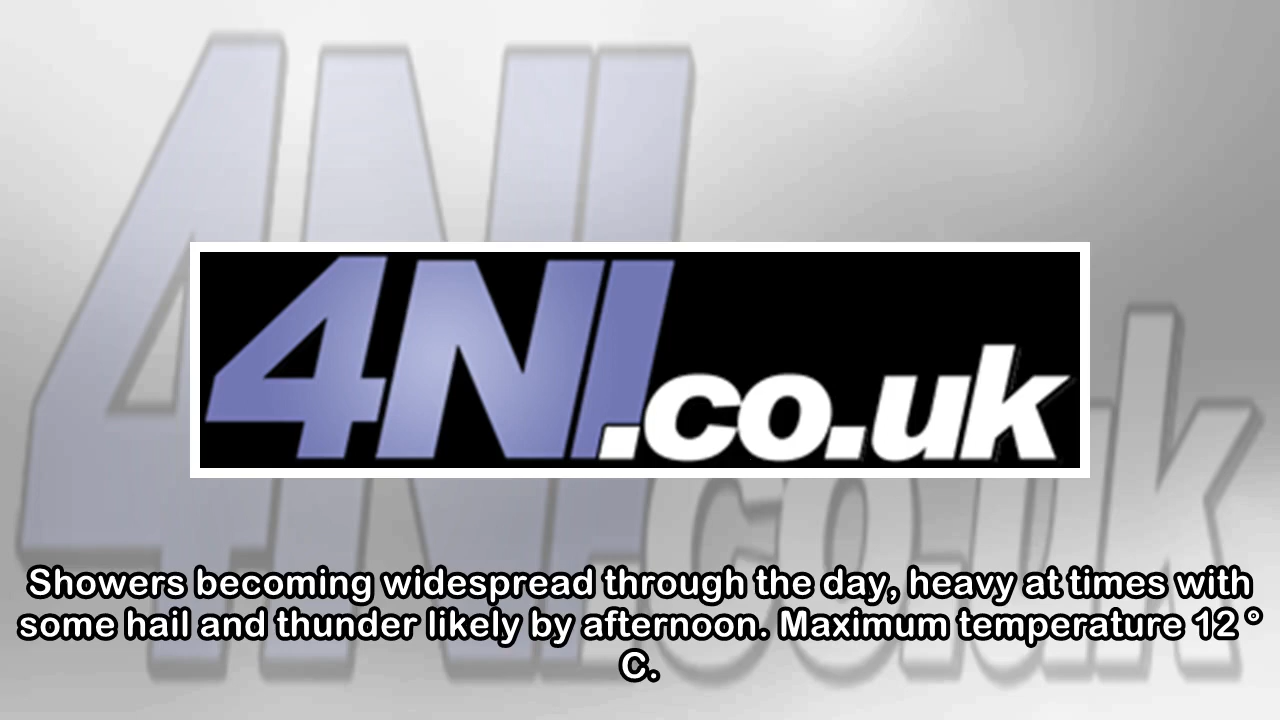 4NI.co.uk
Showers becoming widespread through the day, heavy at times with
some hail and thunder likely by afternoon. Maximum temperature 12 °
C.